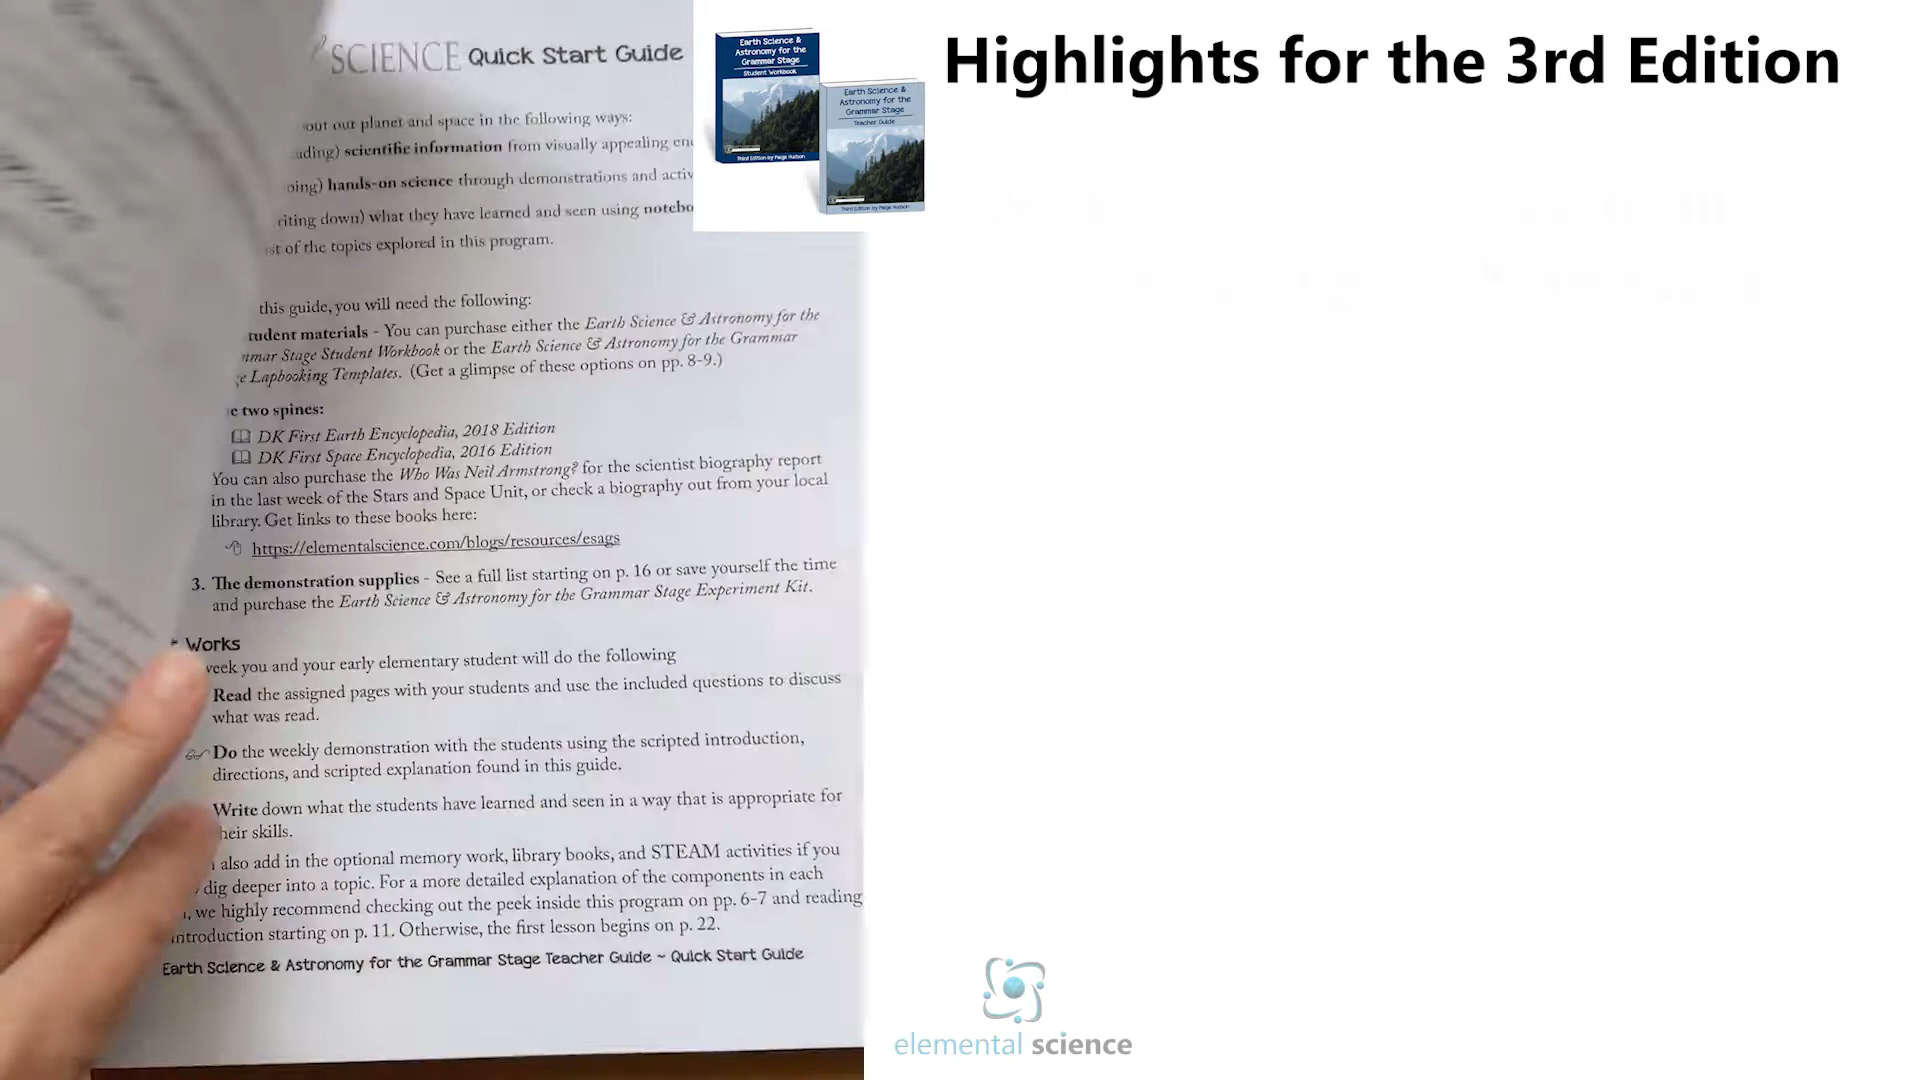 SCIENCE Quick Start Guide
out our planet and space in the following ways:
ading) scientific information from visually appealing
oing) hands-on science through demonstrations and
riting down) what they have learned and seen using
of the topics explored in this program.
this guide, you will need the following:
tudent materials - You can purchase either the Earth Science & Astronomy for the
mar Stage Student Workbook or the Earth Science & Astronomy for the Grammar
e Lapbooking Templates. (Get a glimpse of these options on pp. 8-9.)
e two spines:
DK First Earth Encyclopedia, 2018 Edition
DK First Space Encyclopedia, 2016 Edition
You can also purchase the Who Was Neil Armstrong? for the scientist biography report
in the last week of the Stars and Space Unit, or check a biography out from your local
library. Get links to these books here:
https://elementalscience.com/blogs/resources/esags
3. The demonstration supplies - See a full list starting on p. 16 or save yourself the time
and purchase the Earth Science & Astronomy for the Grammar Stage Experiment Kit.
Works
week you and your early elementary student will do the following
Read the assigned pages with your students and use the included questions to discuss
what was read.
Do the weekly demonstration with the students using the scripted introduction,
directions, and scripted explanation found in this guide.
Write down what the students have learned and seen in a way that is appropriate for
heir skills.
also add in the optional memory work, library books, and STEAM activities if you
dig deeper into a topic. For a more detailed explanation of the components in each
, we highly recommend checking out the peek inside this program on pp. 6-7 and reading
ntroduction starting on p. 11. Otherwise, the first lesson begins on p. 22.
Earth Science & Astronomy for the Grammar Stage Teacher Guide ~ Quick Start Guide
Earth Science &
Astronomy for the
Grammar Stage
Student Workbook
Third Edition by Paige Hudson
Earth Science &
Astronomy for the
Grammar Stage
Teacher Guide
Third Edition by Paige Hudson
Highlights for the 3rd Edition
elemental science